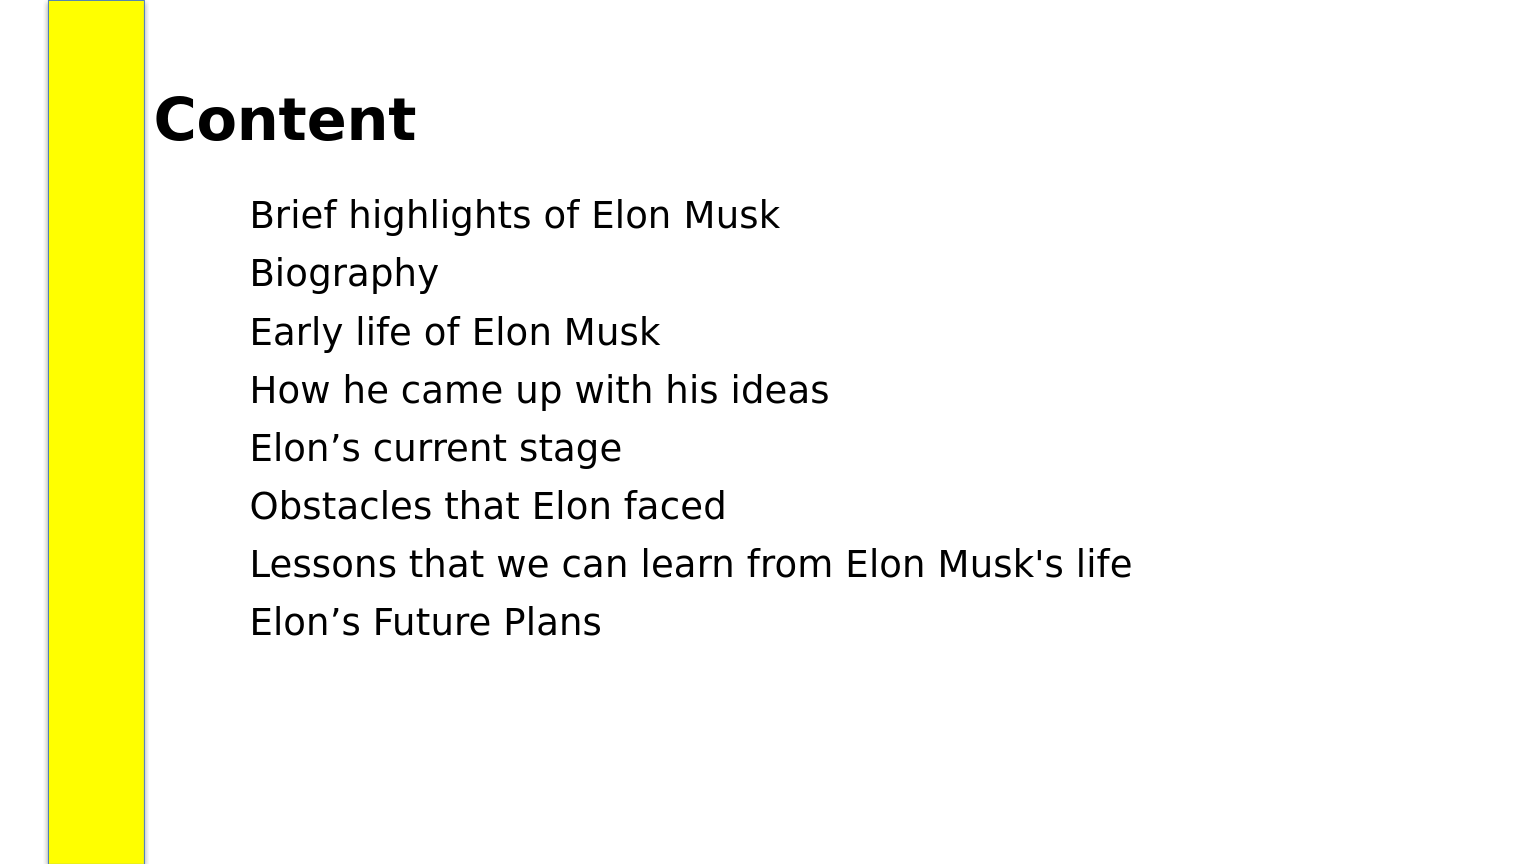 Content
Brief highlights of Elon Musk
Biography
Early life of Elon Musk
How he came up with his ideas
Elon’s current stage
Obstacles that Elon faced
Lessons that we can learn from Elon Musk's life
Elon’s Future Plans